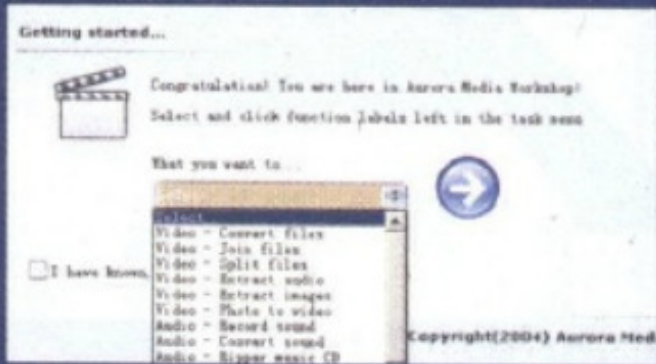 Getting started...
Congratulation! You are here in Aurora Media Workshop!
Select and click function labels left in the task menu
What you want to...
Select
Video - Convert files
Video - Join files
Video - Split files
Video - Extract audio
Video - Extract images
Video - Photo to video
Audio - Record sound
Audio - Convert sound
Audio - Ripper music CD
I have known,
Copyright(2004) Aurora Med